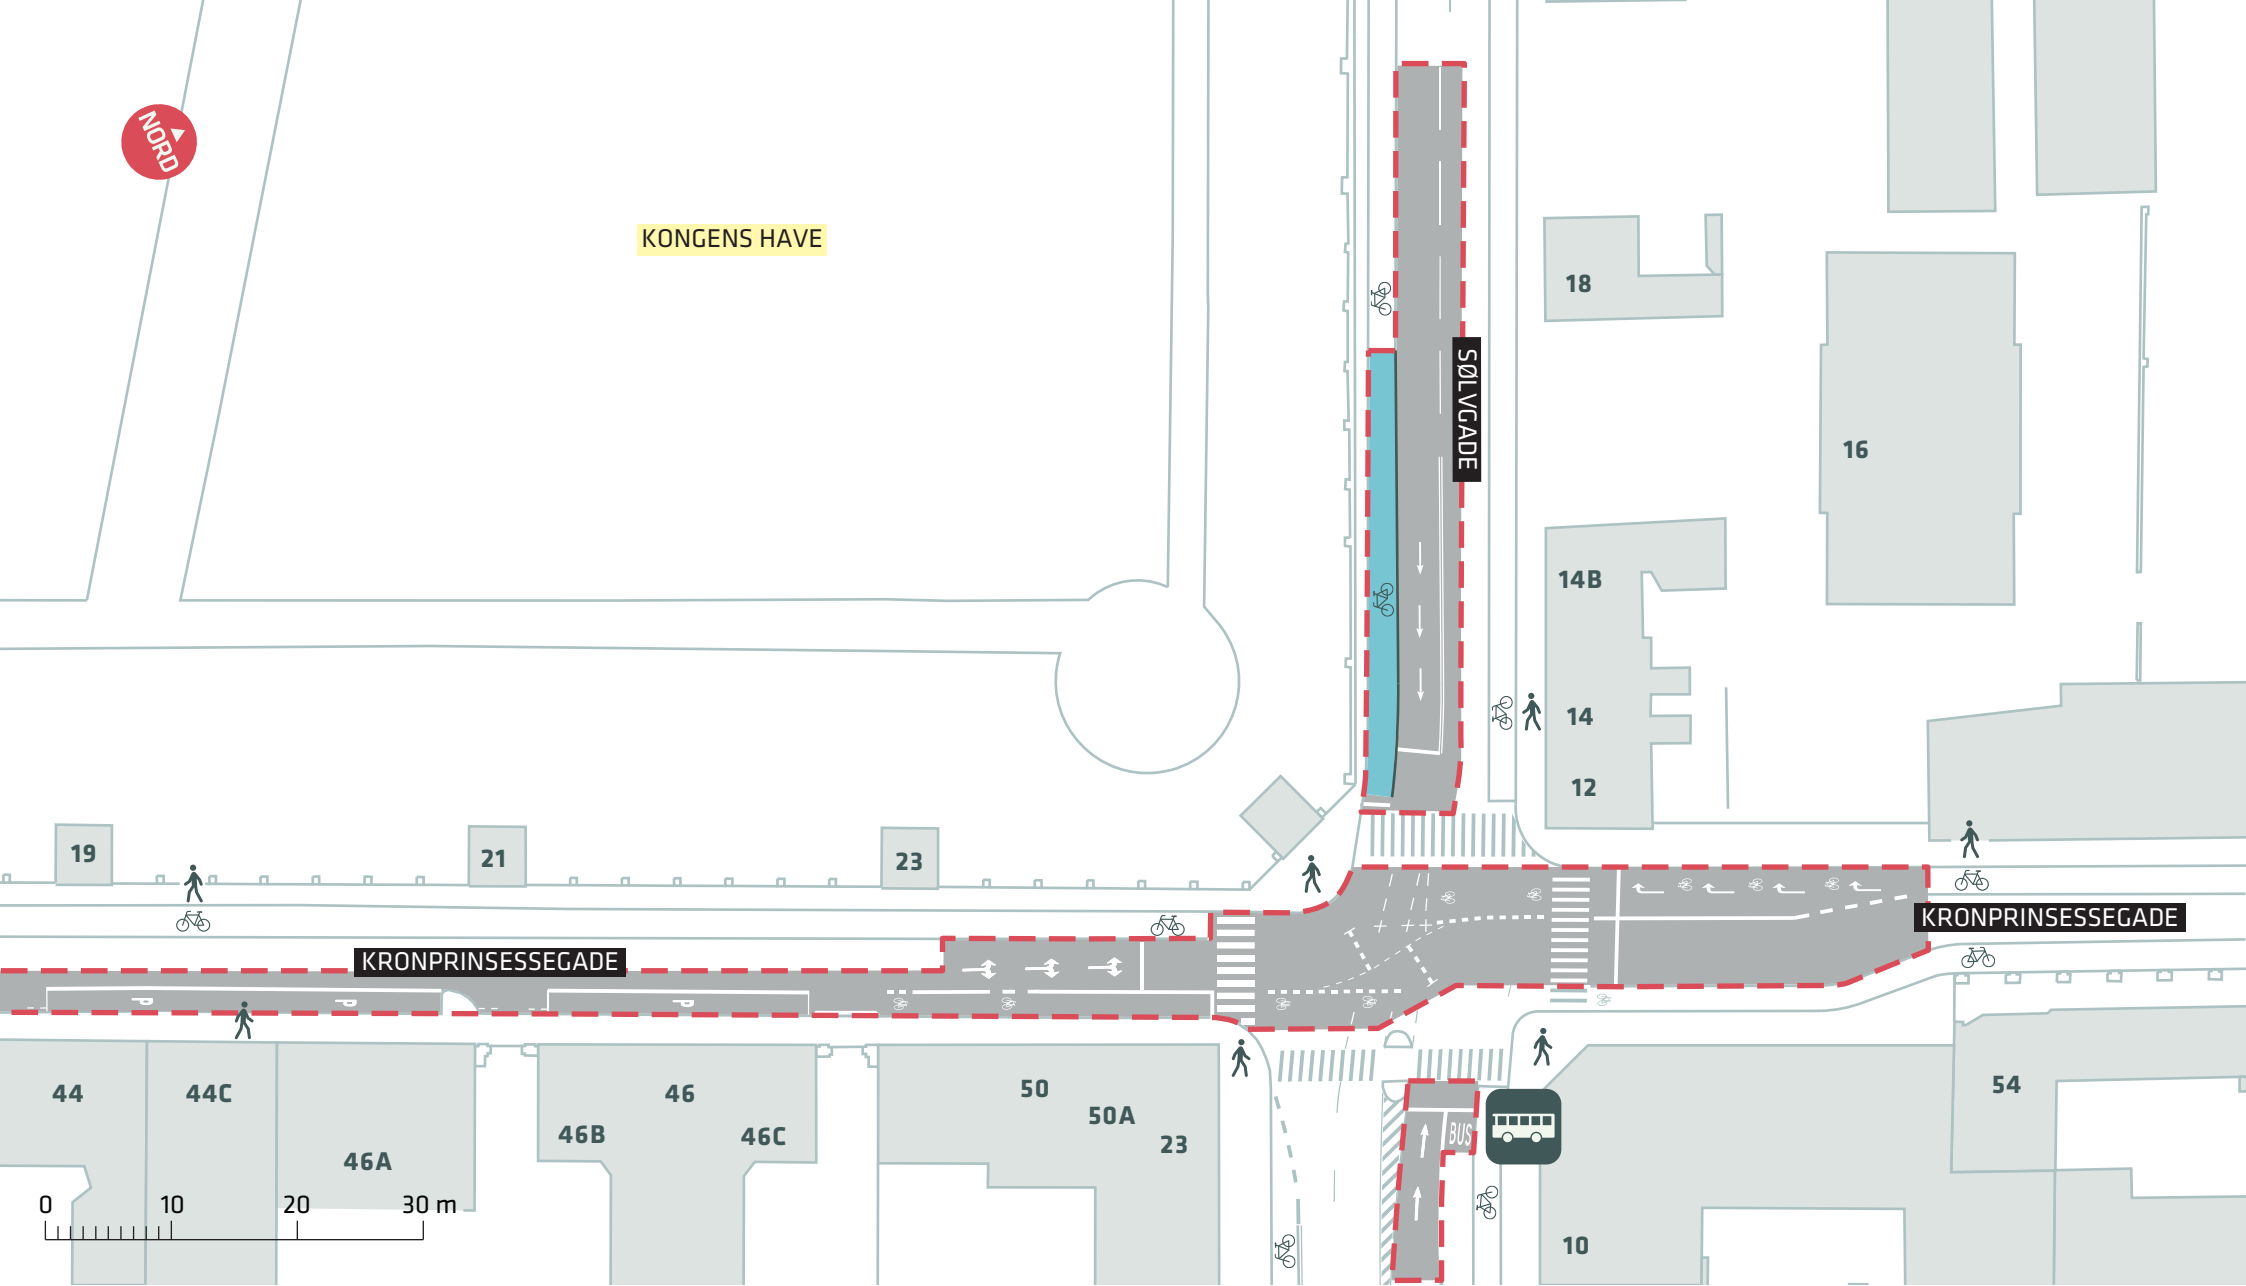 NORD
KONGENS HAVE
18
SØLVGADE
16
14B
14
12
19
21
23
KRONPRINSESSEGADE
KRONPRINSESSEGADE
44
44C
46A
46
46B
46C
50
50A
23
54
BUS
10
0 10 20 30 m